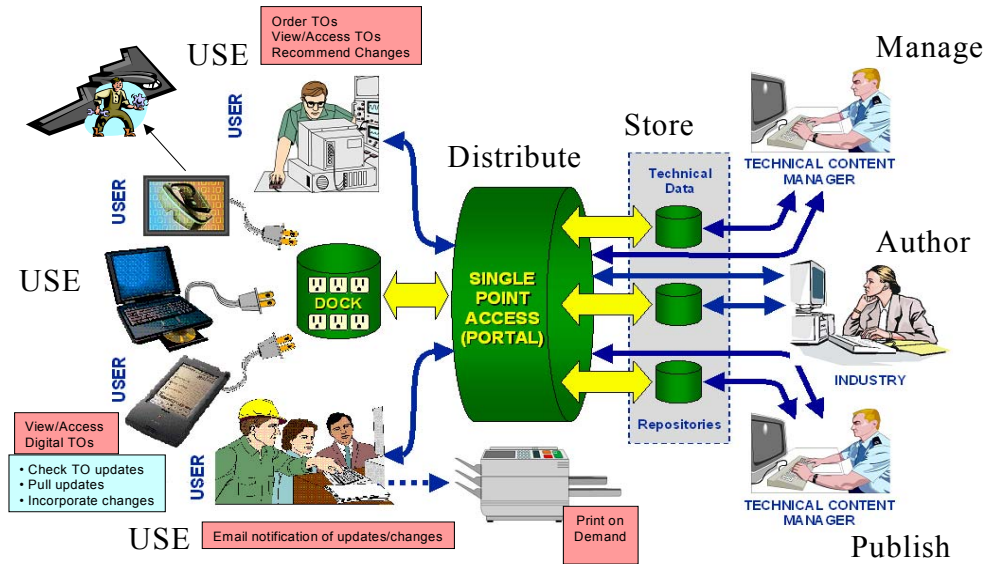 USE
Order TOs
View/Access TOs
Recommend Changes
USER
Manage
TECHNICAL CONTENT
MANAGER
Store
Distribute
Technical
Data
USER
Author
USE
DOCK
SINGLE
POINT
ACCESS
(PORTAL)
INDUSTRY
USER
View/Access
Digital TOs
• Check TO updates
• Pull updates
• Incorporate changes
USER
Repositories
TECHNICAL CONTENT
MANAGER
Publish
USE
Email notification of updates/changes
Print on
Demand